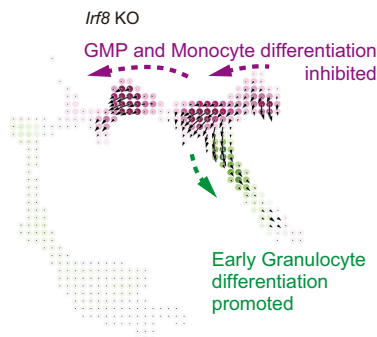 Irf8 KO
GMP and Monocyte differentiation
inhibited
Early Granulocyte
differentiation
promoted